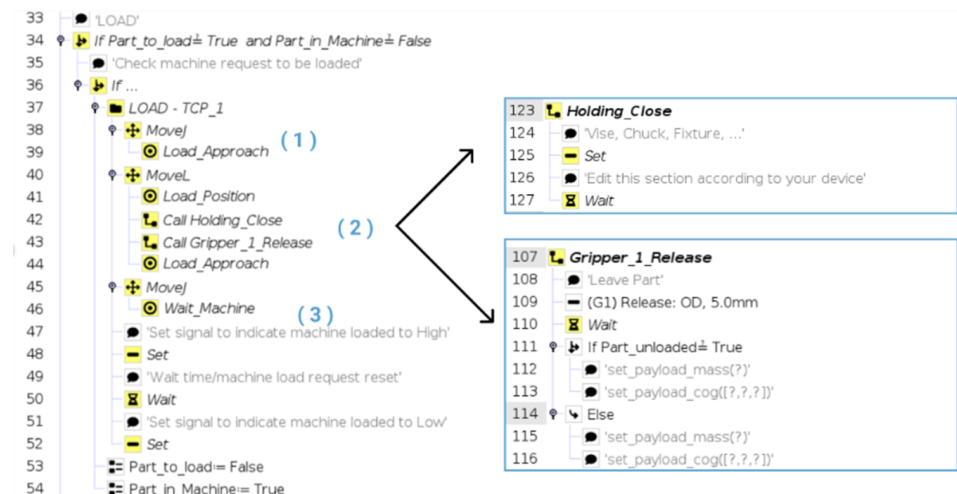 33 'LOAD'
34 If Part_to_load≟ True and Part_in_Machine≟ False
35 'Check machine request to be loaded'
36 If ...
37 LOAD - TCP_1
38 MoveJ
39 Load_Approach
(1)
40 MoveL
41 Load_Position
42 Call Holding_Close
(2)
43 Call Gripper_1_Release
44 Load_Approach
45 MoveJ
46 Wait_Machine
(3)
47 'Set signal to indicate machine loaded to High'
48 Set
49 'Wait time/machine load request reset'
50 Wait
51 'Set signal to indicate machine loaded to Low'
52 Set
53 Part_to_load≔ False
54 Part_in_Machine≔ True
123 Holding_Close
124 'Vise, Chuck, Fixture, ...'
125 Set
126 'Edit this section according to your device'
127 Wait
107 Gripper_1_Release
108 'Leave Part'
109 (G1) Release: OD, 5.0mm
110 Wait
111 If Part_unloaded≟ True
112 'set_payload_mass(?)'
113 'set_payload_cog([?,?,?])'
114 Else
115 'set_payload_mass(?)'
116 'set_payload_cog([?,?,?])'